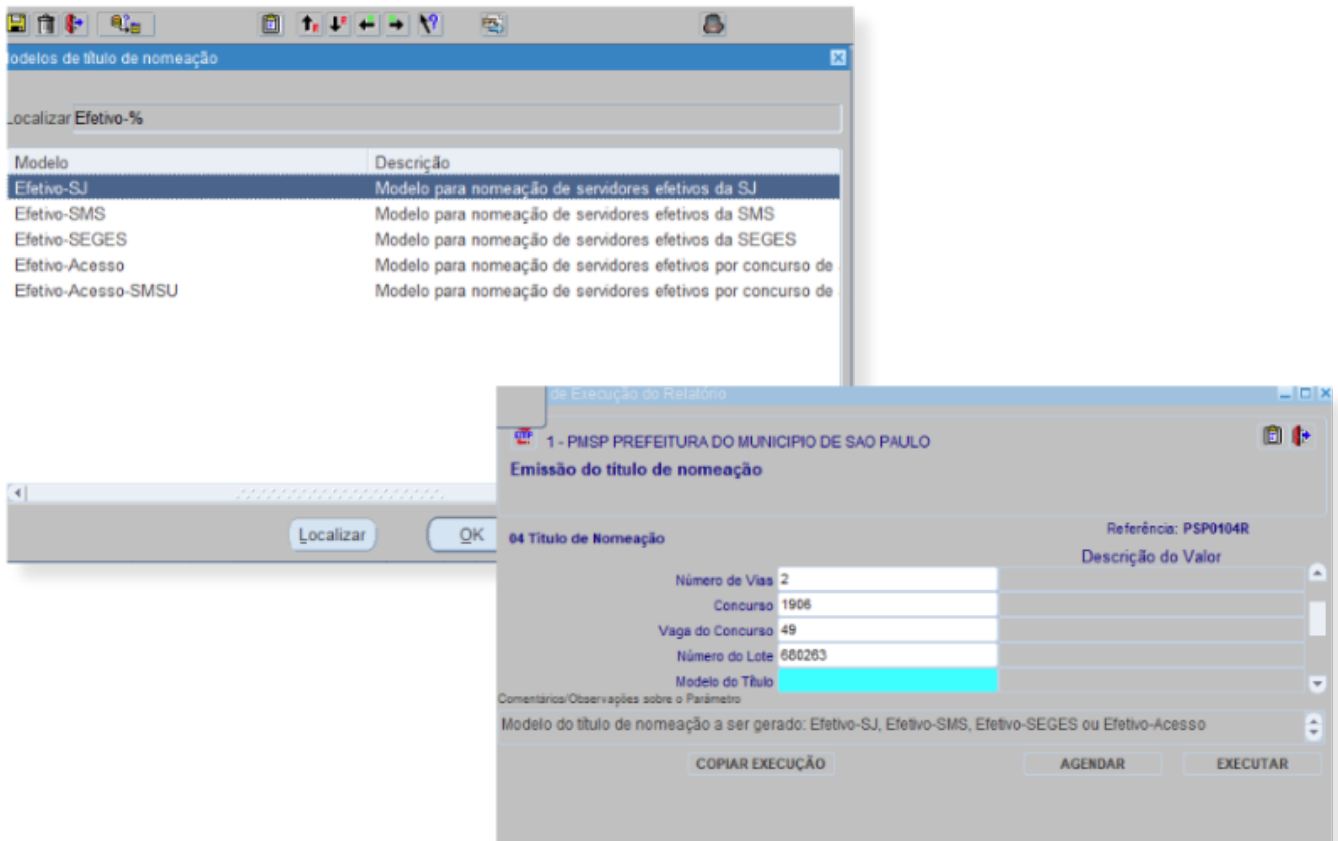 odelos de título de nomeação
Localizar Efetivo-%
Modelo Descrição
Efetivo-SJ Modelo para nomeação de servidores efetivos da SJ
Efetivo-SMS Modelo para nomeação de servidores efetivos da SMS
Efetivo-SEGES Modelo para nomeação de servidores efetivos da SEGES
Efetivo-Acesso Modelo para nomeação de servidores efetivos por concurso de
Efetivo-Acesso-SMSU Modelo para nomeação de servidores efetivos por concurso de
Localizar OK
de Execução do Relatório
1 - PMSP PREFEITURA DO MUNICIPIO DE SAO PAULO
Emissão do título de nomeação
04 Título de Nomeação
Referência: PSP0104R
Descrição do Valor
Número de Vias 2
Concurso 1906
Vaga do Concurso 49
Número do Lote 680263
Modelo do Título
Comentários/Observações sobre o Parâmetro
Modelo do título de nomeação a ser gerado: Efetivo-SJ, Efetivo-SMS, Efetivo-SEGES ou Efetivo-Acesso
COPIAR EXECUÇÃO AGENDAR EXECUTAR